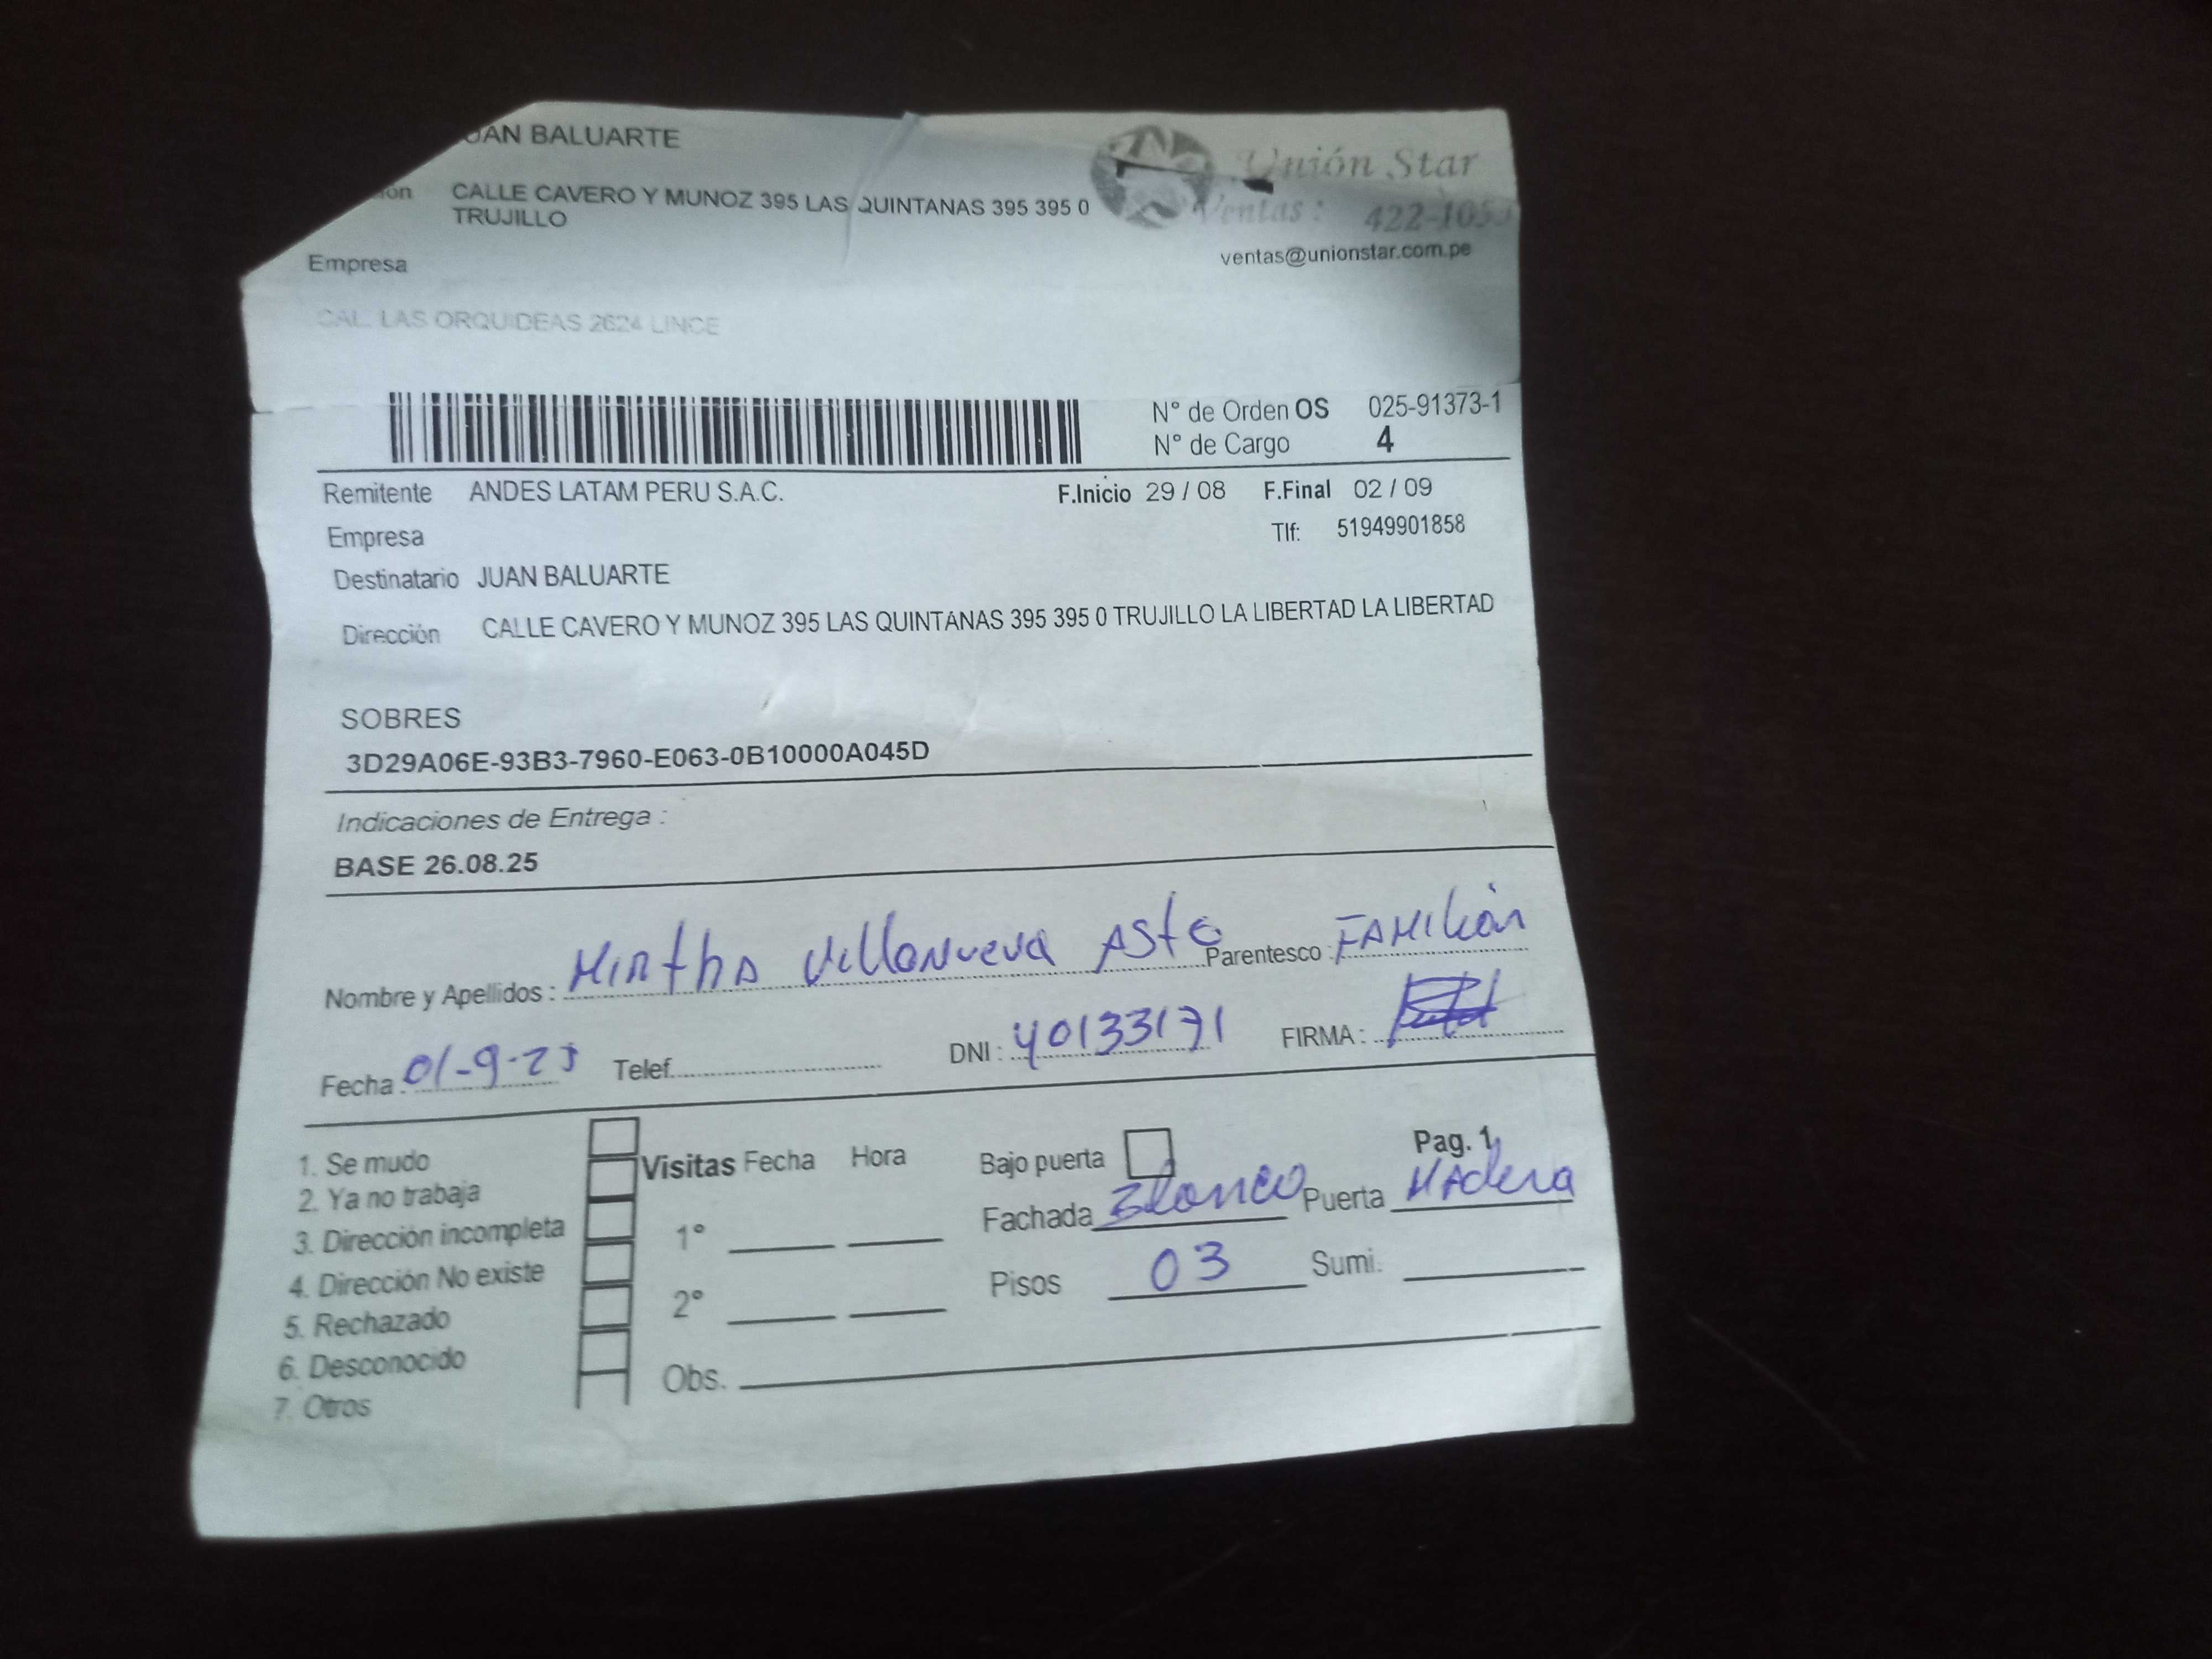 JUAN BALUARTE
CALLE CAVERO Y MUNOZ 395 LAS QUINTANAS 395 395 0
TRUJILLO
Unión Star
Ventas :
ventas@unionstar.com.pe
Empresa
CAL. LAS ORQUIDEAS 2624 LINCE
N° de Orden OS 025-91373-1
N° de Cargo 4
Remitente ANDES LATAM PERU S.A.C. F.Inicio 29 / 08 F.Final 02 / 09
Empresa Tlf: 51949901858
Destinatario JUAN BALUARTE
Dirección CALLE CAVERO Y MUNOZ 395 LAS QUINTANAS 395 395 0 TRUJILLO LA LIBERTAD LA LIBERTAD
SOBRES
3D29A06E-93B3-7960-E063-0B10000A045D
Indicaciones de Entrega :
BASE 26.08.25
Nombre y Apellidos : Mirtha Villanueva Aste Parentesco : FAMILIAR
Fecha : 01-9-25 Telef. DNI : 40133171 FIRMA :
Pag. 1
1. Se mudo
2. Ya no trabaja
3. Dirección incompleta
4. Dirección No existe
5. Rechazado
6. Desconocido
7. Otros
Visitas Fecha Hora
1°
2°
Obs.
Bajo puerta
Fachada Blanco Puerta Madera
Pisos 03 Sumi.